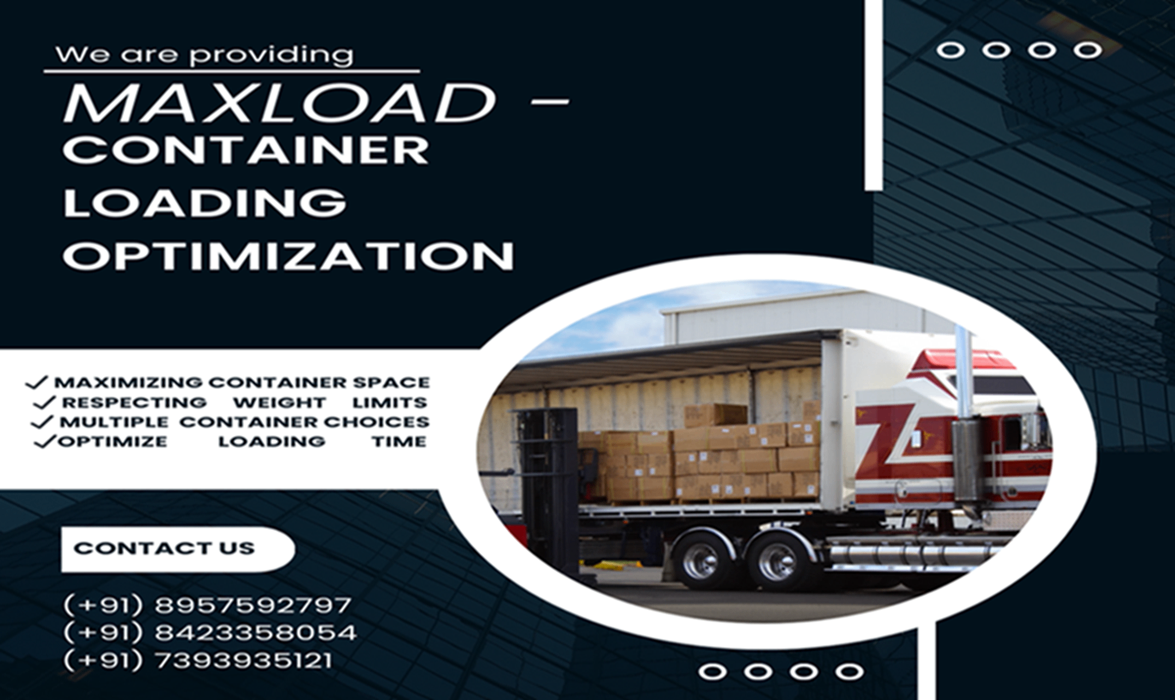 We are providing
MAXLOAD -
CONTAINER
LOADING
OPTIMIZATION
MAXIMIZING CONTAINER SPACE
RESPECTING WEIGHT LIMITS
MULTIPLE CONTAINER CHOICES
OPTIMIZE LOADING TIME
CONTACT US
(+91) 8957592797
(+91) 8423358054
(+91) 7393935121